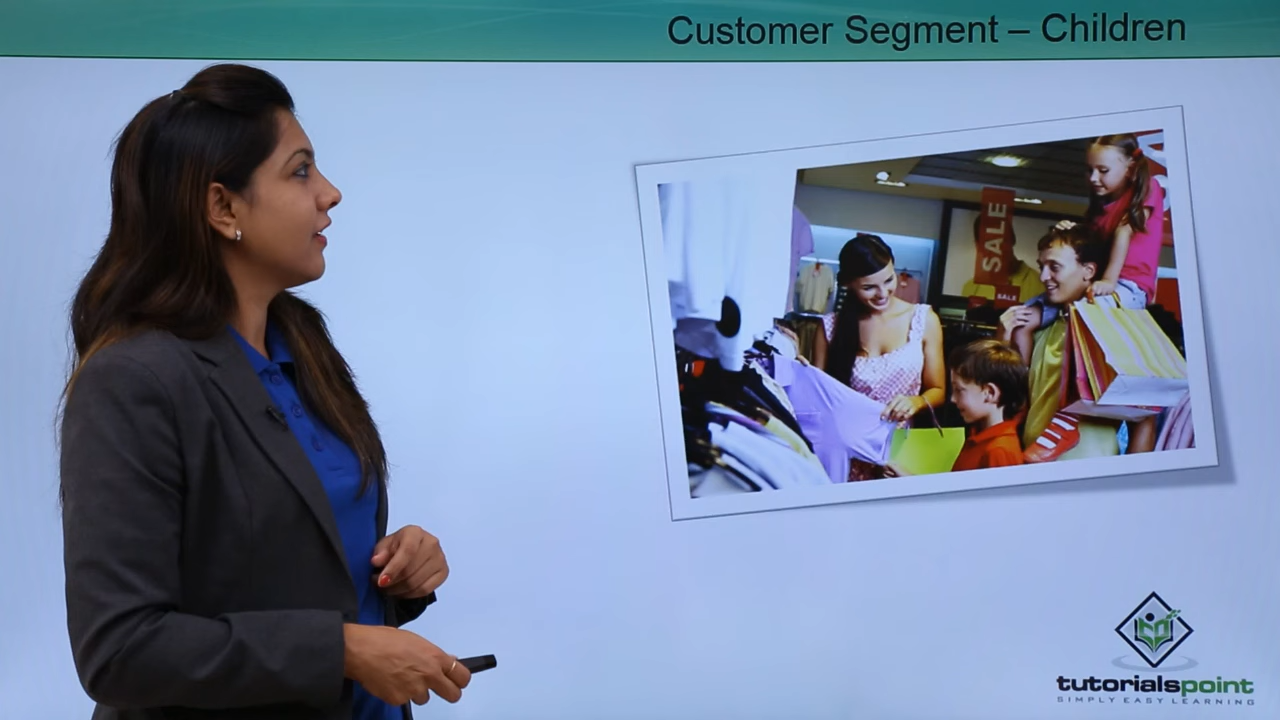 Customer Segment – Children
SALE
SALE
tutorialspoint
SIMPLY EASY LEARNING